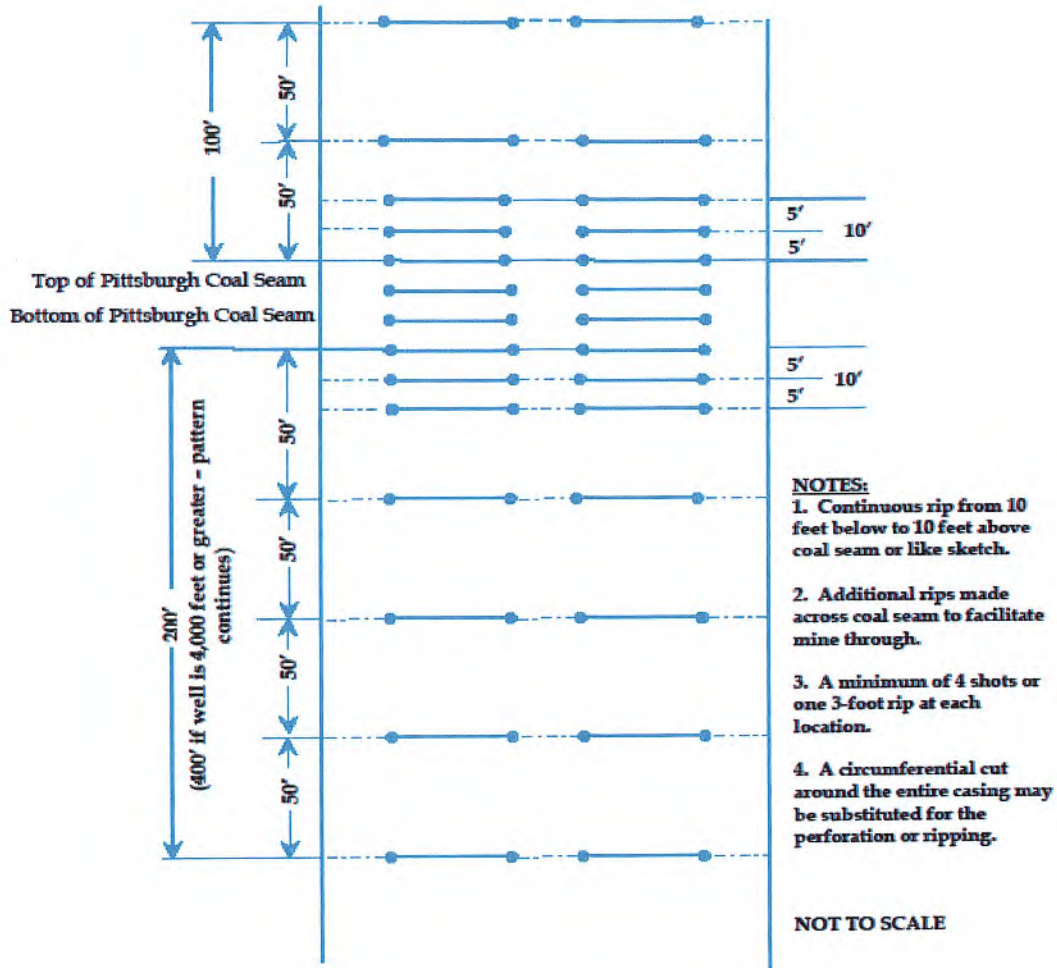 50'
100'
50'
5'
10'
5'
Top of Pittsburgh Coal Seam
Bottom of Pittsburgh Coal Seam
5'
10'
5'
50'
200'
(400' if well is 4,000 feet or greater – pattern
continues)
50'
50'
50'
NOTES:
1. Continuous rip from 10
feet below to 10 feet above
coal seam or like sketch.
2. Additional rips made
across coal seam to facilitate
mine through.
3. A minimum of 4 shots or
one 3-foot rip at each
location.
4. A circumferential cut
around the entire casing may
be substituted for the
perforation or ripping.
NOT TO SCALE